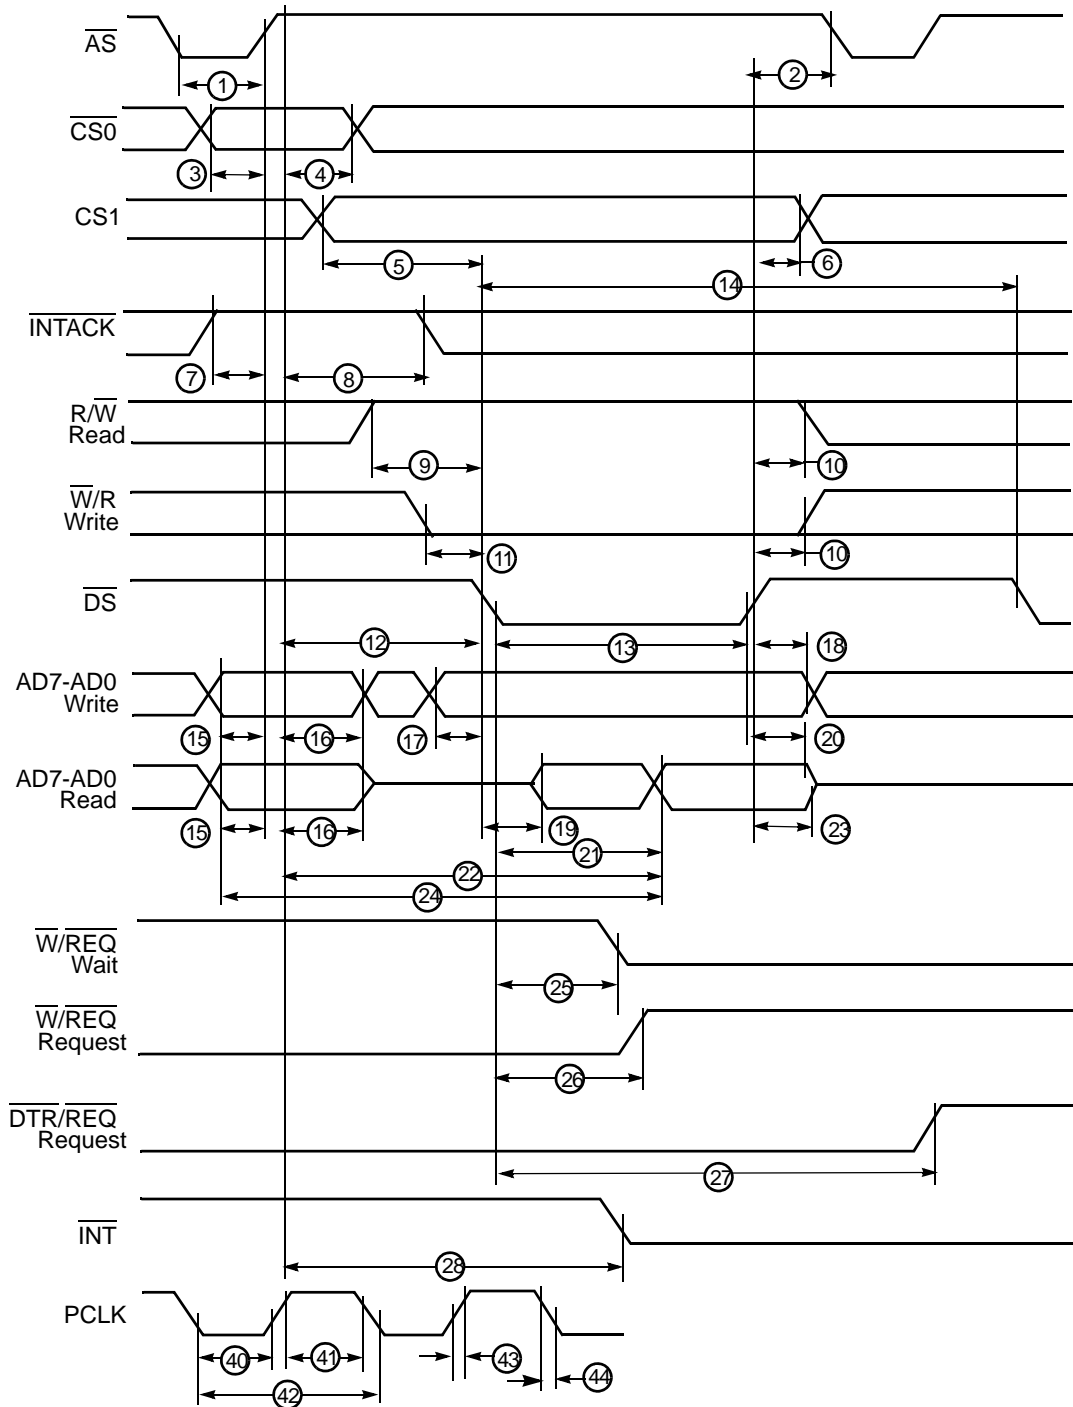 AS
1
2
CS0
3
4
CS1
5
6
14
INTACK
7
8
R/W
Read
9
10
W/R
Write
11
10
DS
12
13
18
AD7-AD0
Write
15
16
17
20
AD7-AD0
Read
15
16
19
23
21
22
24
W/REQ
Wait
25
W/REQ
Request
26
DTR/REQ
Request
27
INT
28
PCLK
40
41
43
44
42